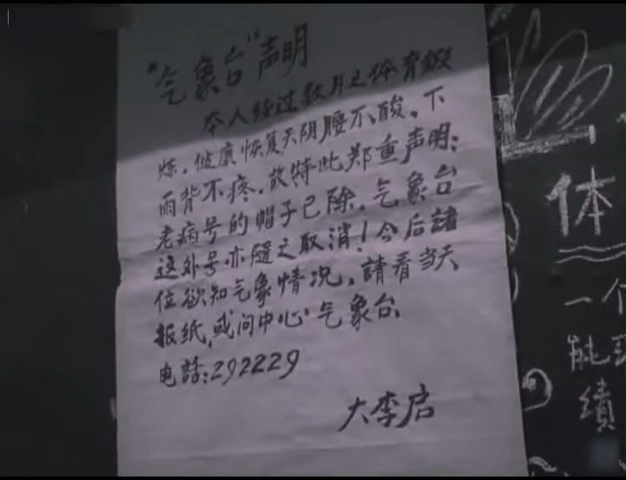 “气象台”声明
本人经过数月之体育鍛
炼，健康恢复天阴腰不酸，下
雨背不疼，故特此郑重声明：
老病号的帽子已除，气象台
这外号亦隨之取消！今后諸
位欲知气象情况，請看当天
报纸，或问中心气象台，
电話：292229
大李启
体
一个
能
绩